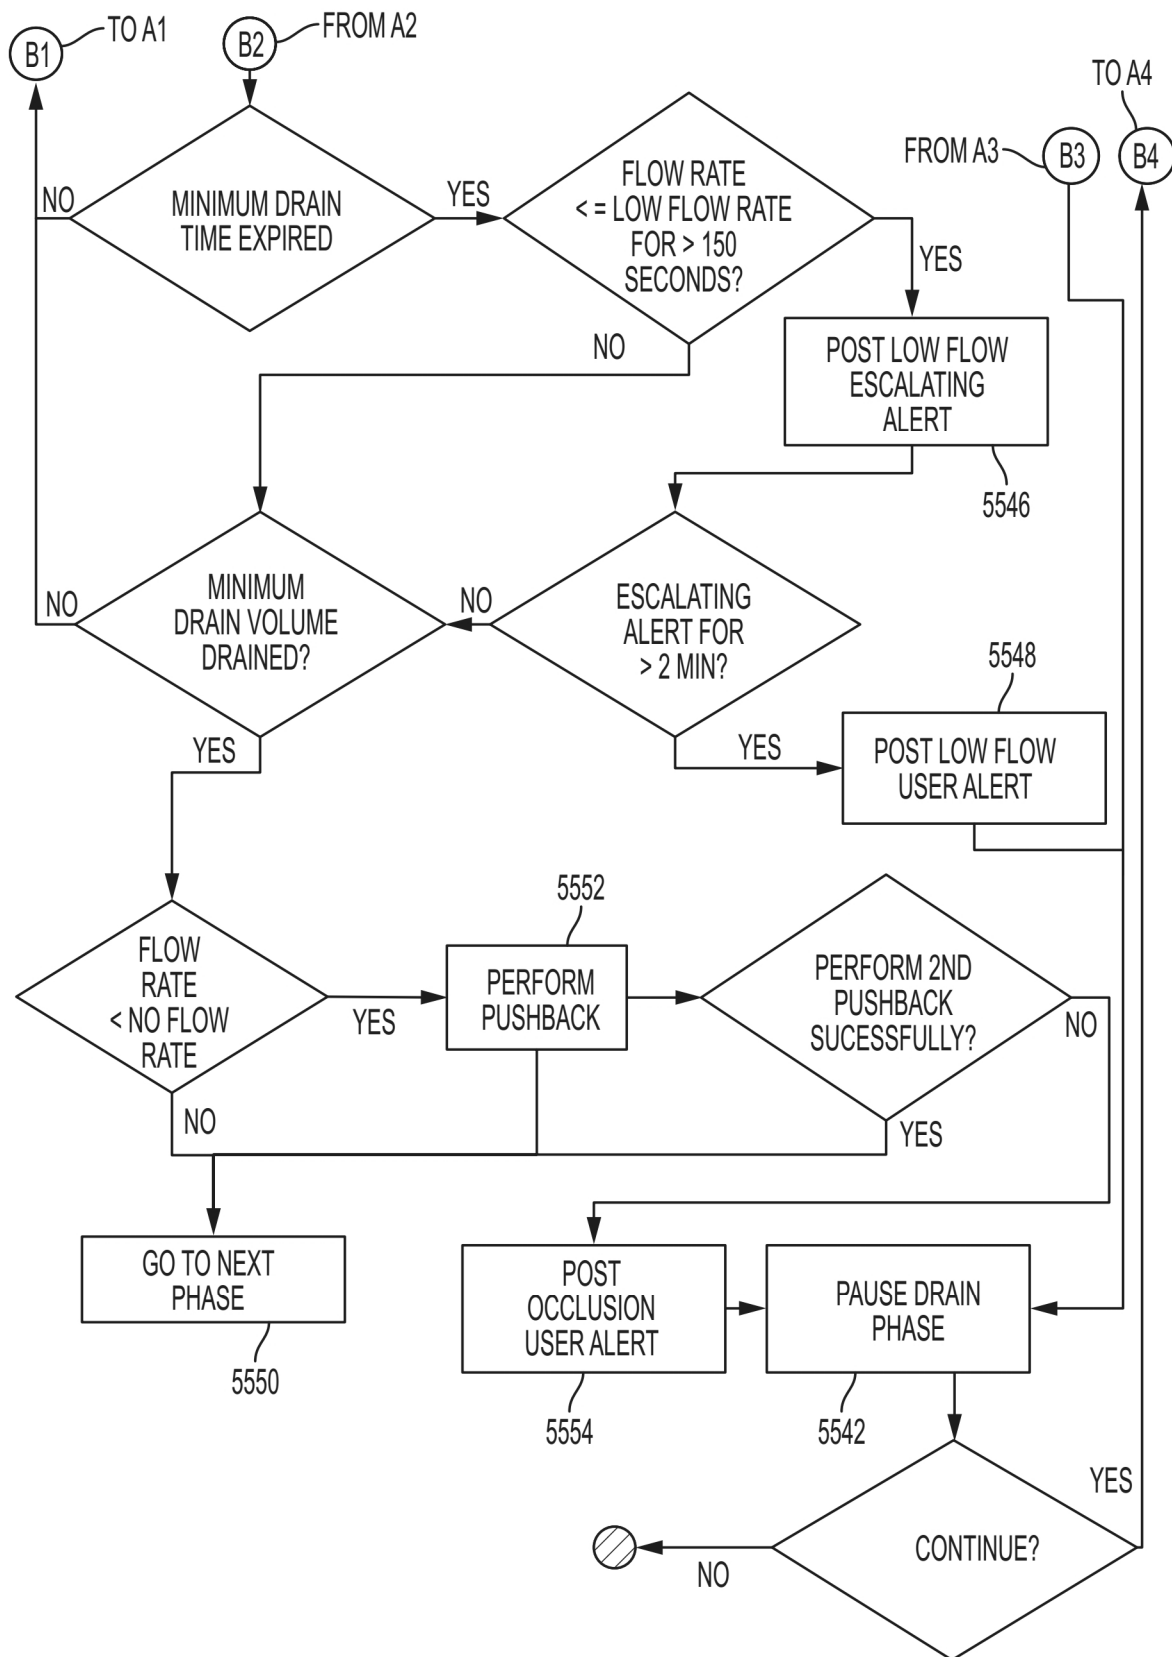 B1
TO A1
B2
FROM A2
TO A4
FROM A3
B3
B4
NO
MINIMUM DRAIN
TIME EXPIRED
YES
FLOW RATE
< = LOW FLOW RATE
FOR > 150
SECONDS?
YES
NO
POST LOW FLOW
ESCALATING
ALERT
5546
NO
MINIMUM
DRAIN VOLUME
DRAINED?
NO
ESCALATING
ALERT FOR
> 2 MIN?
5548
YES
YES
POST LOW FLOW
USER ALERT
5552
FLOW
RATE
< NO FLOW
RATE
YES
PERFORM
PUSHBACK
PERFORM 2ND
PUSHBACK
SUCESSFULLY?
NO
NO
YES
GO TO NEXT
PHASE
5550
POST
OCCLUSION
USER ALERT
5554
PAUSE DRAIN
PHASE
5542
YES
CONTINUE?
NO